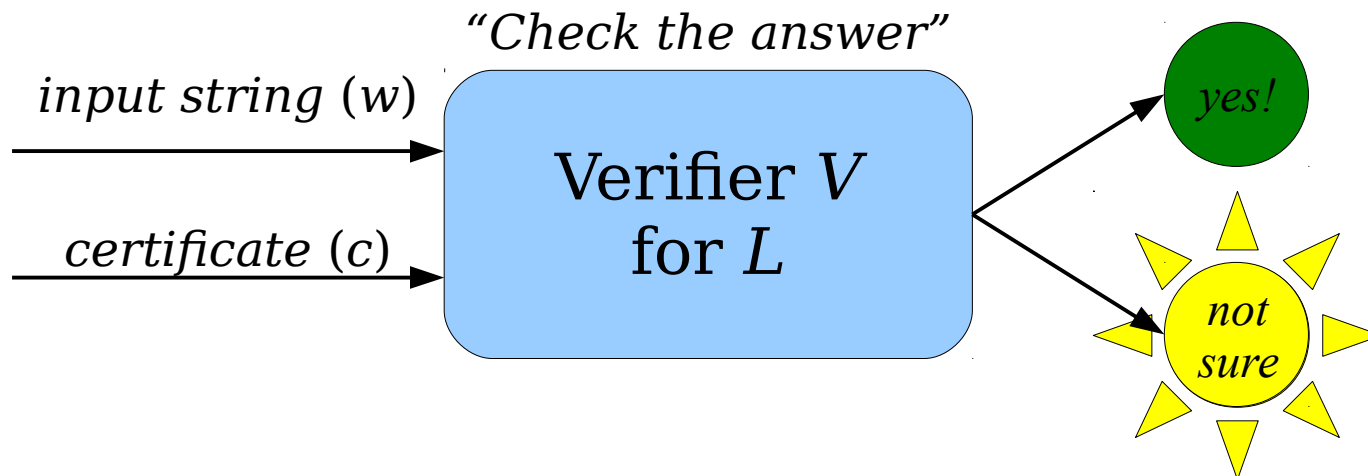 “Check the answer”
input string (w)
certificate (c)
Verifier V
for L
yes!
not
sure